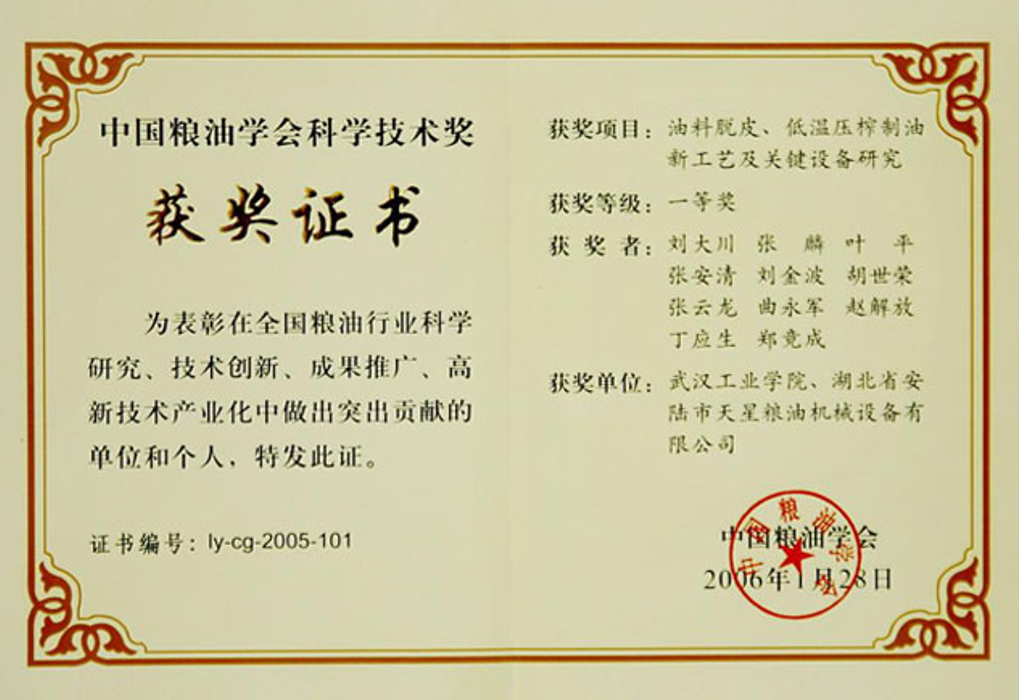 中国粮油学会科学技术奖
获奖证书
为表彰在全国粮油行业科学
研究、技术创新、成果推广、高
新技术产业化中做出突出贡献的
单位和个人，特发此证。
证书编号：ly-cg-2005-101
获奖项目：油料脱皮、低温压榨制油
新工艺及关键设备研究
获奖等级：一等奖
获奖者：刘大川 张 麟 叶 平
张安清 刘金波 胡世荣
张云龙 曲永军 赵解放
丁应生 郑竟成
获奖单位：武汉工业学院、湖北省安
陆市天星粮油机械设备有
限公司
中国粮油学会
2006年1月28日
中国粮油学会